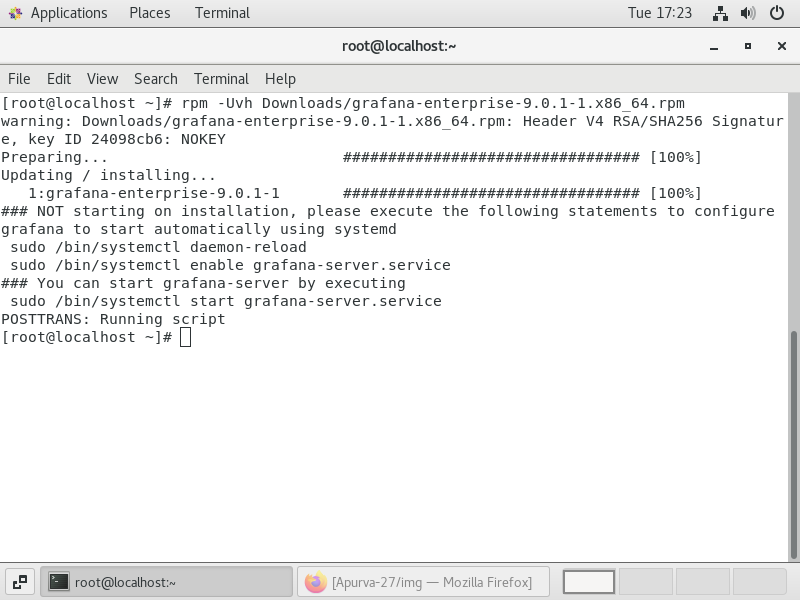 Applications Places Terminal Tue 17:23
root@localhost:~
File Edit View Search Terminal Help
[root@localhost ~]# rpm -Uvh Downloads/grafana-enterprise-9.0.1-1.x86_64.rpm
warning: Downloads/grafana-enterprise-9.0.1-1.x86_64.rpm: Header V4 RSA/SHA256 Signatur
e, key ID 24098cb6: NOKEY
Preparing...                          ################################# [100%]
Updating / installing...
   1:grafana-enterprise-9.0.1-1       ################################# [100%]
### NOT starting on installation, please execute the following statements to configure
grafana to start automatically using systemd
 sudo /bin/systemctl daemon-reload
 sudo /bin/systemctl enable grafana-server.service
### You can start grafana-server by executing
 sudo /bin/systemctl start grafana-server.service
POSTTRANS: Running script
[root@localhost ~]#
root@localhost:~ [Apurva-27/img — Mozilla Firefox]